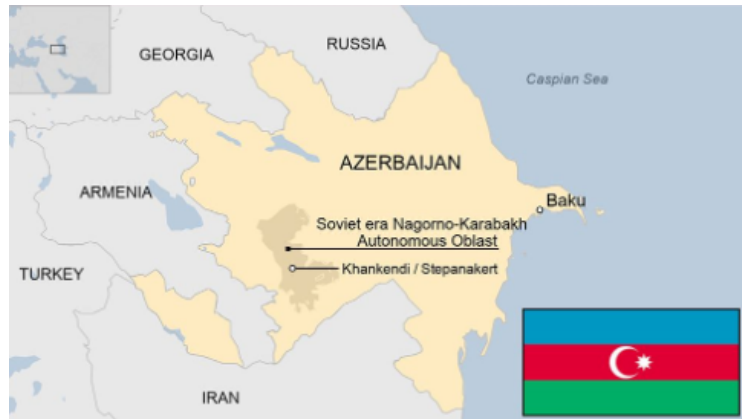 RUSSIA
GEORGIA
Caspian Sea
AZERBAIJAN
ARMENIA
Baku
Soviet era Nagorno-Karabakh
Autonomous Oblast
Khankendi / Stepanakert
TURKEY
IRAN